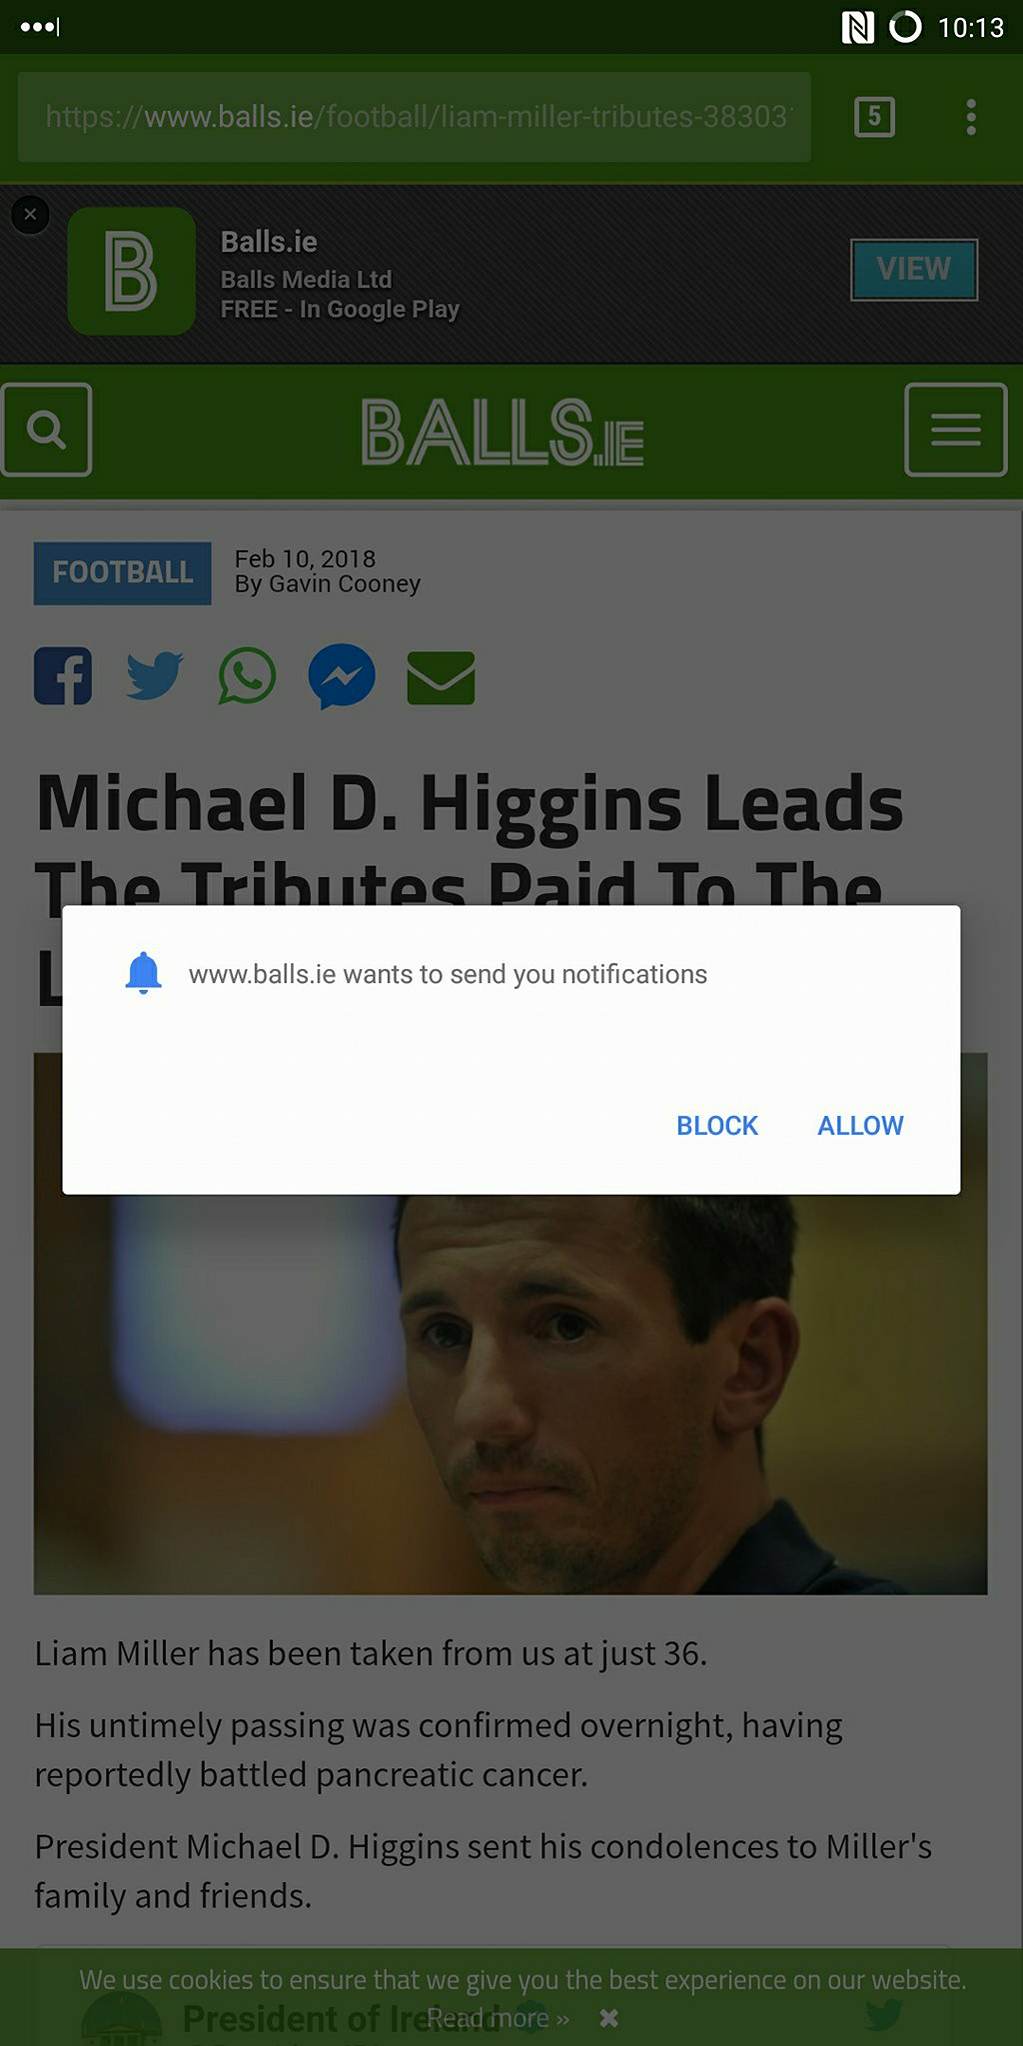 10:13
https://www.balls.ie/football/liam-miller-tributes-38303
5
Balls.ie
Balls Media Ltd
FREE - In Google Play
VIEW
B
BALLS.IE
FOOTBALL
Feb 10, 2018
By Gavin Cooney
Michael D. Higgins Leads
The Tributes Paid To The
www.balls.ie wants to send you notifications
BLOCK
ALLOW
Liam Miller has been taken from us at just 36.
His untimely passing was confirmed overnight, having
reportedly battled pancreatic cancer.
President Michael D. Higgins sent his condolences to Miller's
family and friends.
We use cookies to ensure that we give you the best experience on our website.
Read more »
President of Ireland